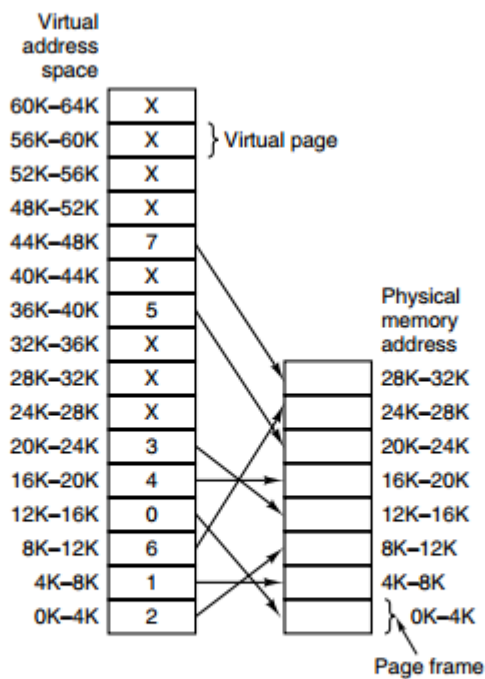 Virtual
address
space
60K–64K X
56K–60K X } Virtual page
52K–56K X
48K–52K X
44K–48K 7
40K–44K X
36K–40K 5
32K–36K X
28K–32K X
24K–28K X
20K–24K 3
16K–20K 4
12K–16K 0
8K–12K 6
4K–8K 1
0K–4K 2
Physical
memory
address
28K–32K
24K–28K
20K–24K
16K–20K
12K–16K
8K–12K
4K–8K
} 0K–4K
Page frame